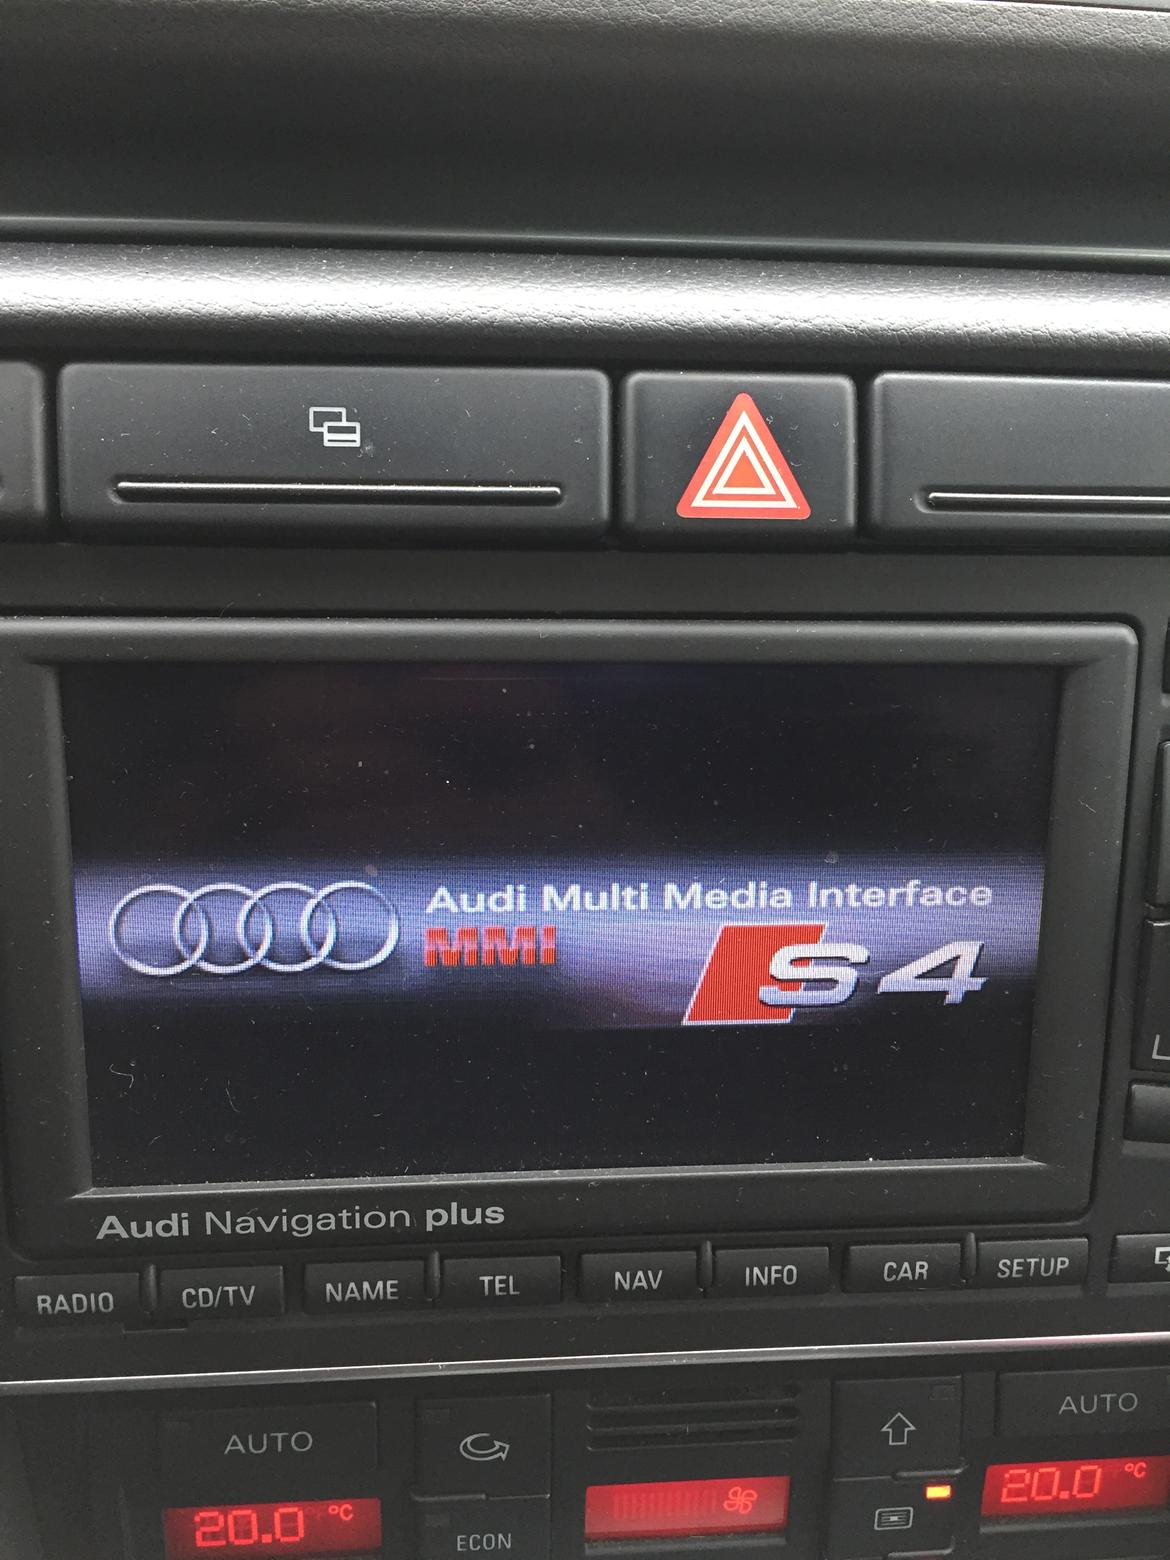 Audi Multi Media Interface
MMI
S4
Audi Navigation plus
RADIO CD/TV NAME TEL NAV INFO CAR SETUP
AUTO
AUTO
20.0 °C
20.0 °C
ECON